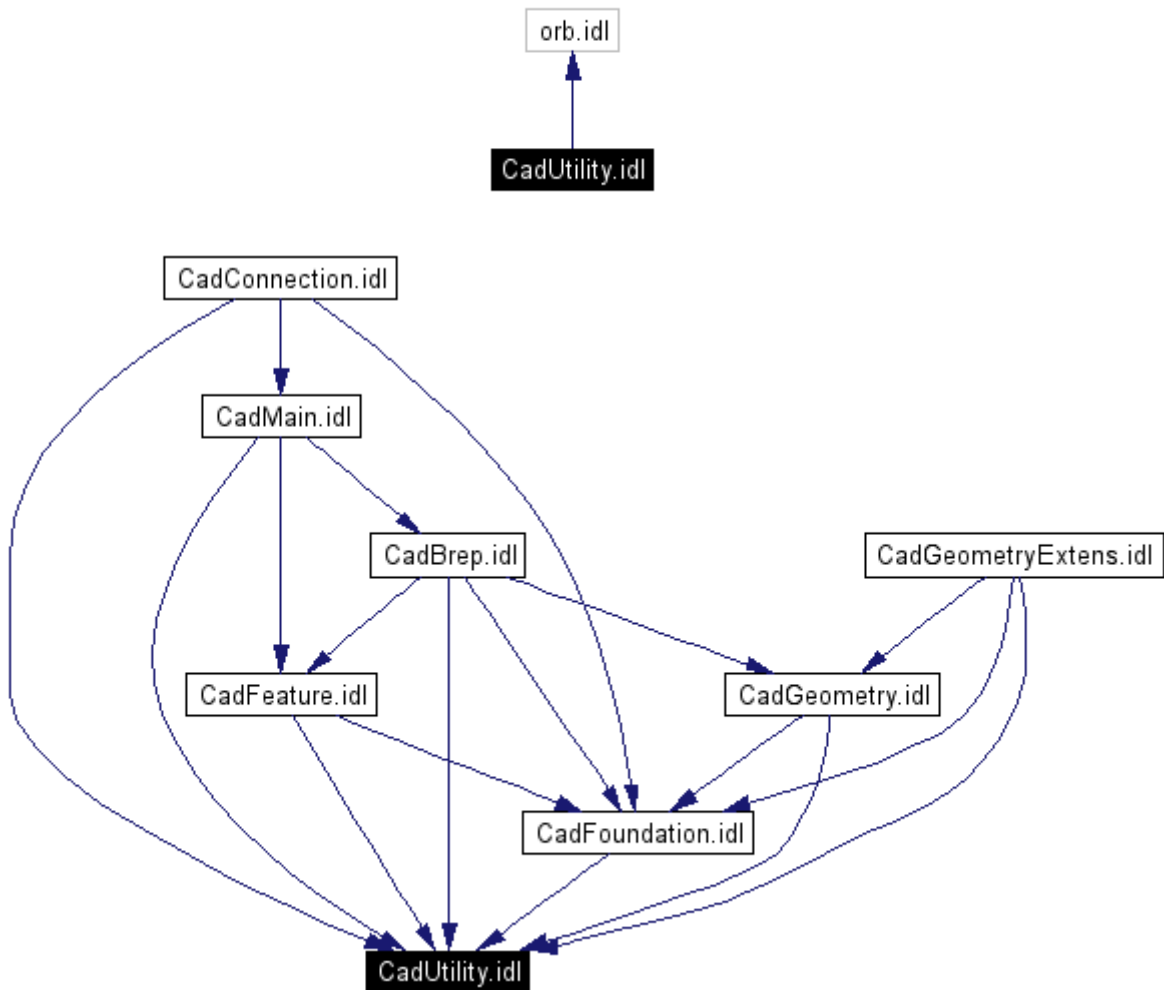 orb.idl
CadUtility.idl
CadConnection.idl
CadMain.idl
CadBrep.idl
CadGeometryExtens.idl
CadFeature.idl
CadGeometry.idl
CadFoundation.idl
CadUtility.idl